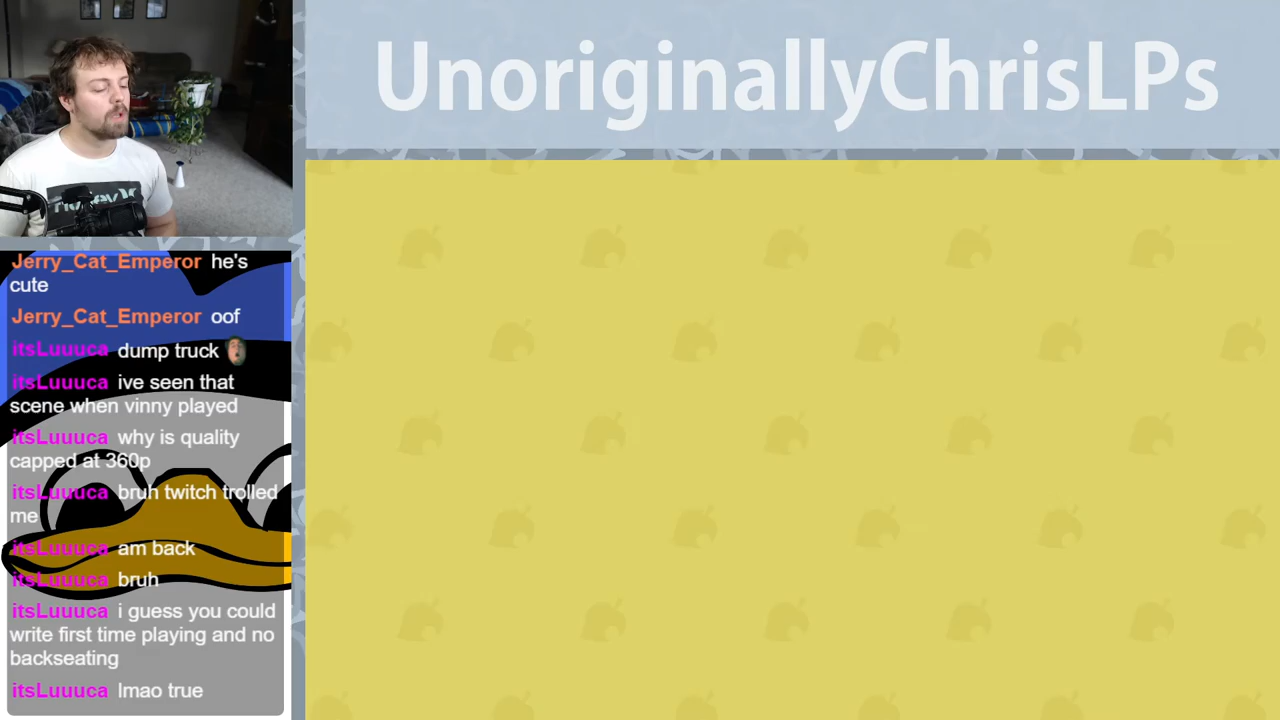 UnoriginallyChrisLPs
Hurley
Jerry_Cat_Emperor he's
cute
Jerry_Cat_Emperor oof
itsLuuuca dump truck
itsLuuuca ive seen that
scene when vinny played
itsLuuuca why is quality
capped at 360p
itsLuuuca bruh twitch trolled
me
itsLuuuca am back
itsLuuuca bruh
itsLuuuca i guess you could
write first time playing and no
backseating
itsLuuuca lmao true